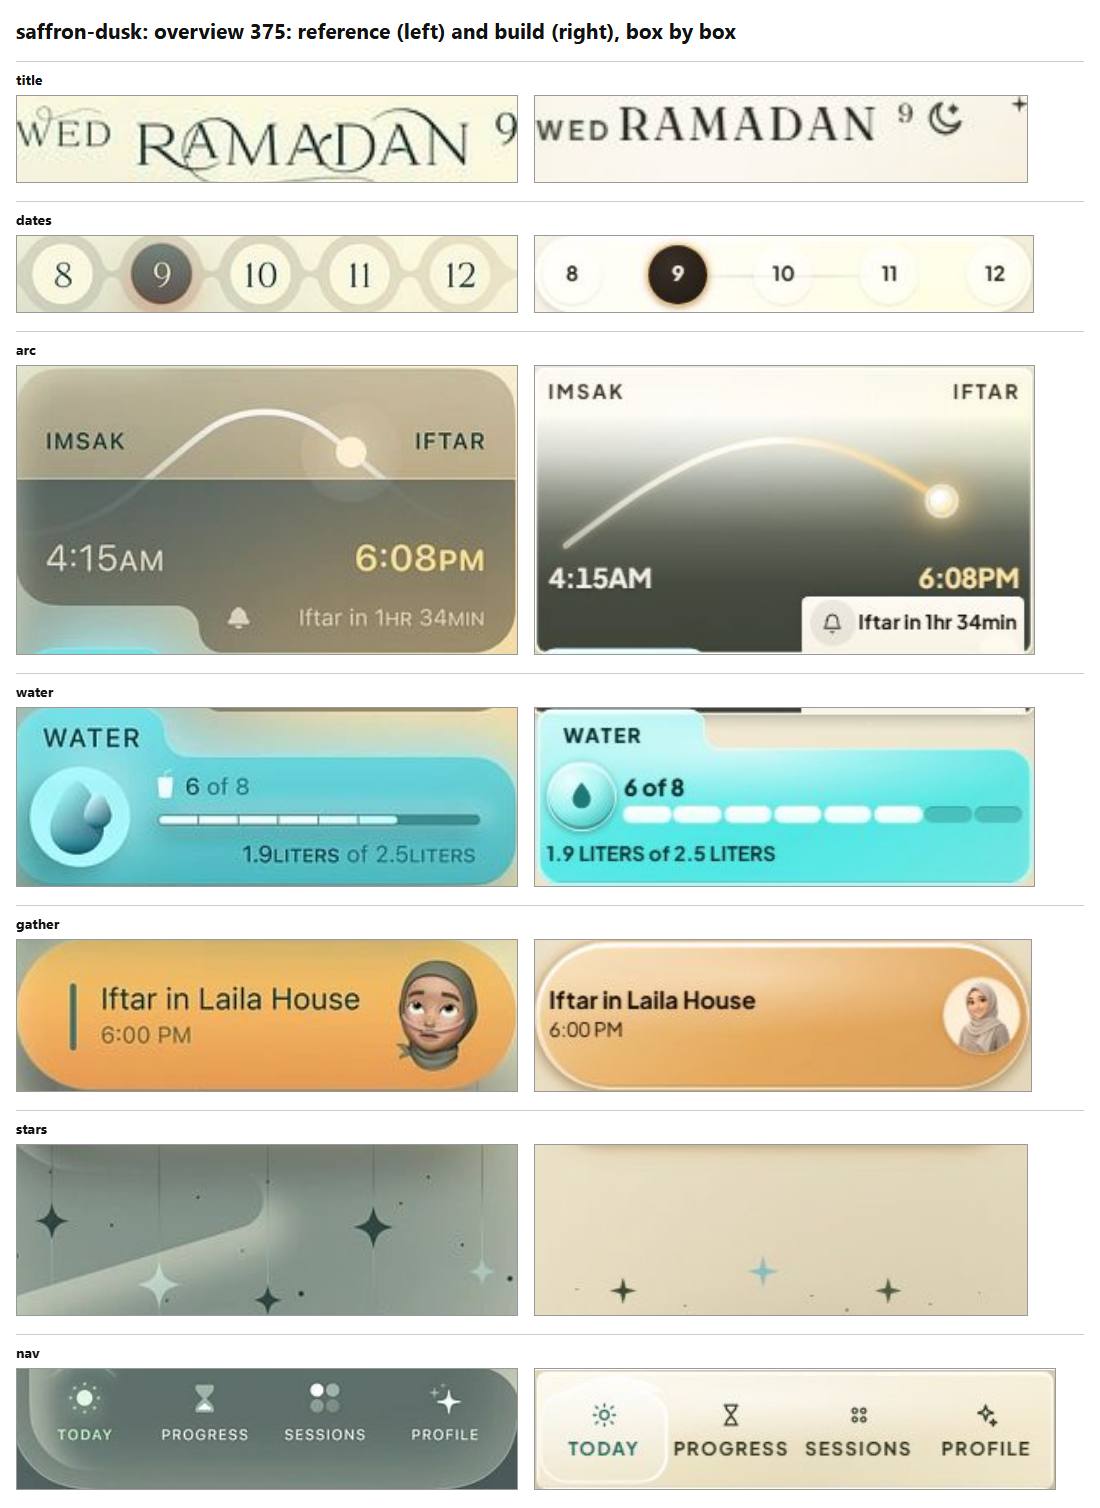 saffron-dusk: overview 375: reference (left) and build (right), box by box
title
WED RAMADAN 9
WED RAMADAN 9
dates
8 9 10 11 12
8 9 10 11 12
arc
IMSAK IFTAR
4:15AM 6:08PM
Iftar in 1HR 34MIN
IMSAK IFTAR
4:15AM 6:08PM
Iftar in 1hr 34min
water
WATER
6 of 8
1.9LITERS of 2.5LITERS
WATER
6 of 8
1.9 LITERS of 2.5 LITERS
gather
Iftar in Laila House
6:00 PM
Iftar in Laila House
6:00 PM
stars
nav
TODAY PROGRESS SESSIONS PROFILE
TODAY PROGRESS SESSIONS PROFILE